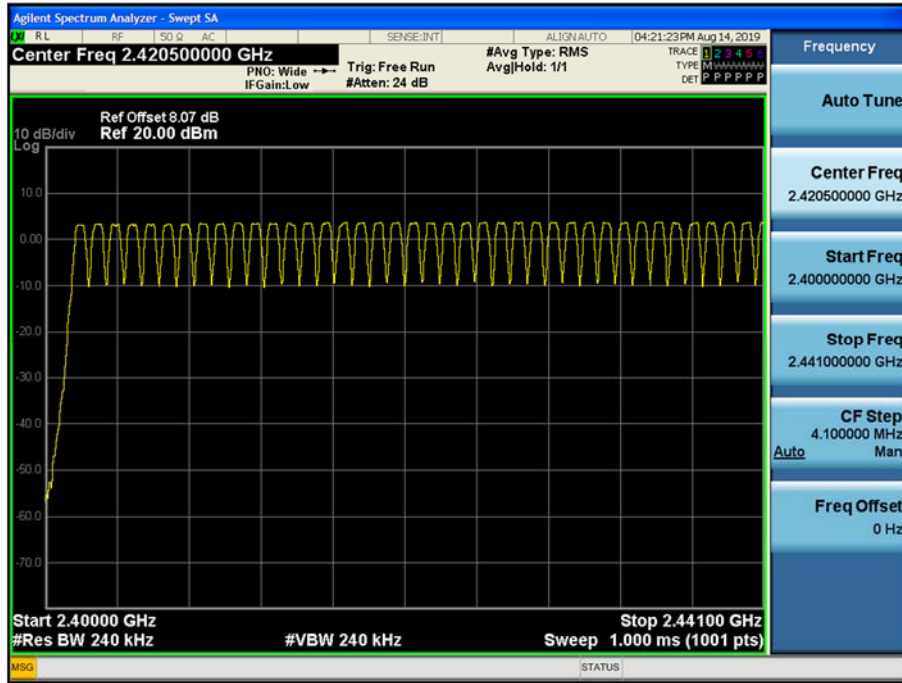 Agilent Spectrum Analyzer - Swept SA
LXI RL RF 50 Ω AC SENSE:INT ALIGN AUTO 04:21:23 PM Aug 14, 2019
Center Freq 2.420500000 GHz
PNO: Wide
IFGain:Low
Trig: Free Run
#Atten: 24 dB
#Avg Type: RMS
Avg|Hold: 1/1
TRACE 1 2 3 4 5 6
TYPE M
DET P P P P P P
Ref Offset 8.07 dB
10 dB/div Ref 20.00 dBm
Log
10.0
0.00
-10.0
-20.0
-30.0
-40.0
-50.0
-60.0
-70.0
Start 2.40000 GHz Stop 2.44100 GHz
#Res BW 240 kHz #VBW 240 kHz Sweep 1.000 ms (1001 pts)
MSG STATUS
Frequency
Auto Tune
Center Freq
2.420500000 GHz
Start Freq
2.400000000 GHz
Stop Freq
2.441000000 GHz
CF Step
4.100000 MHz
Auto Man
Freq Offset
0 Hz